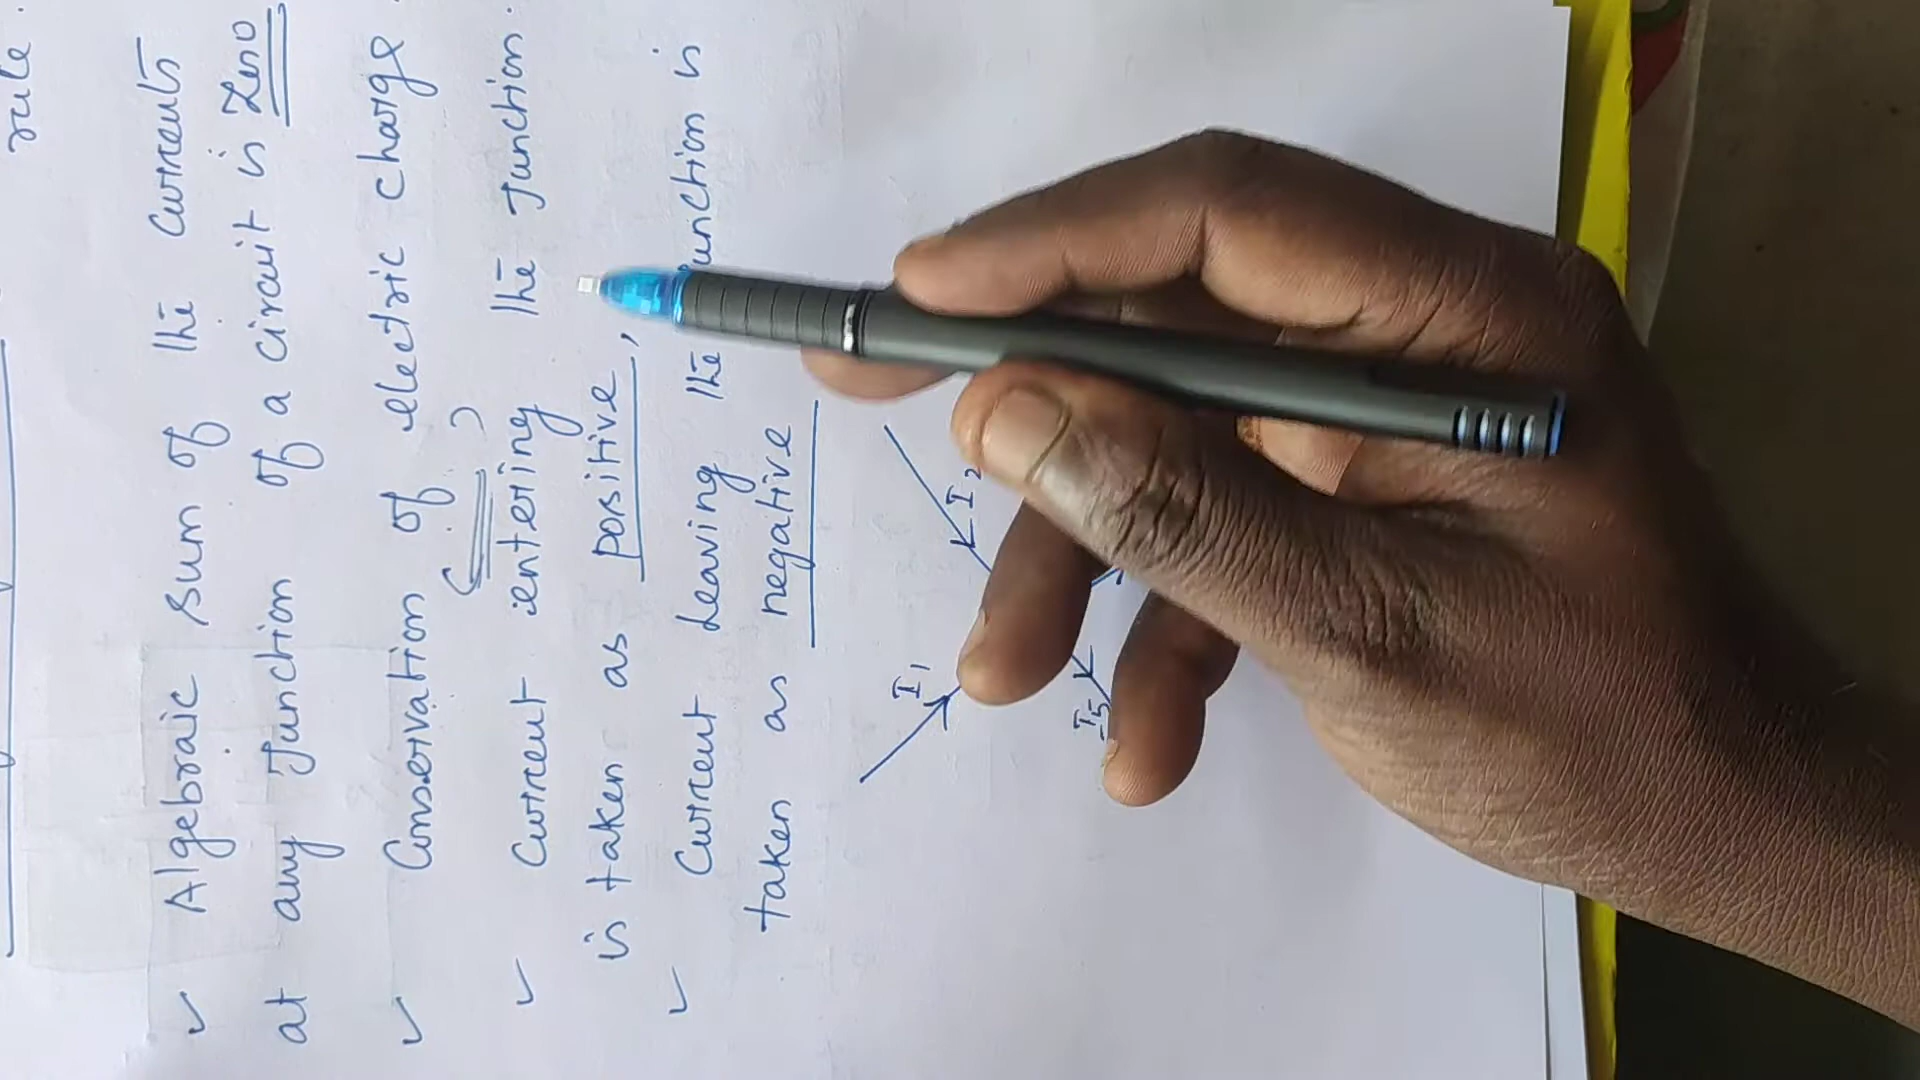 rule.
✓ Algebraic sum of the currents
at any Junction of a circuit is Zero
✓ Conservation of electric charge
✓ Current entering the Junction.
is taken as positive,
✓ Current Leaving the unction is
taken as negative
I1
I2
I5